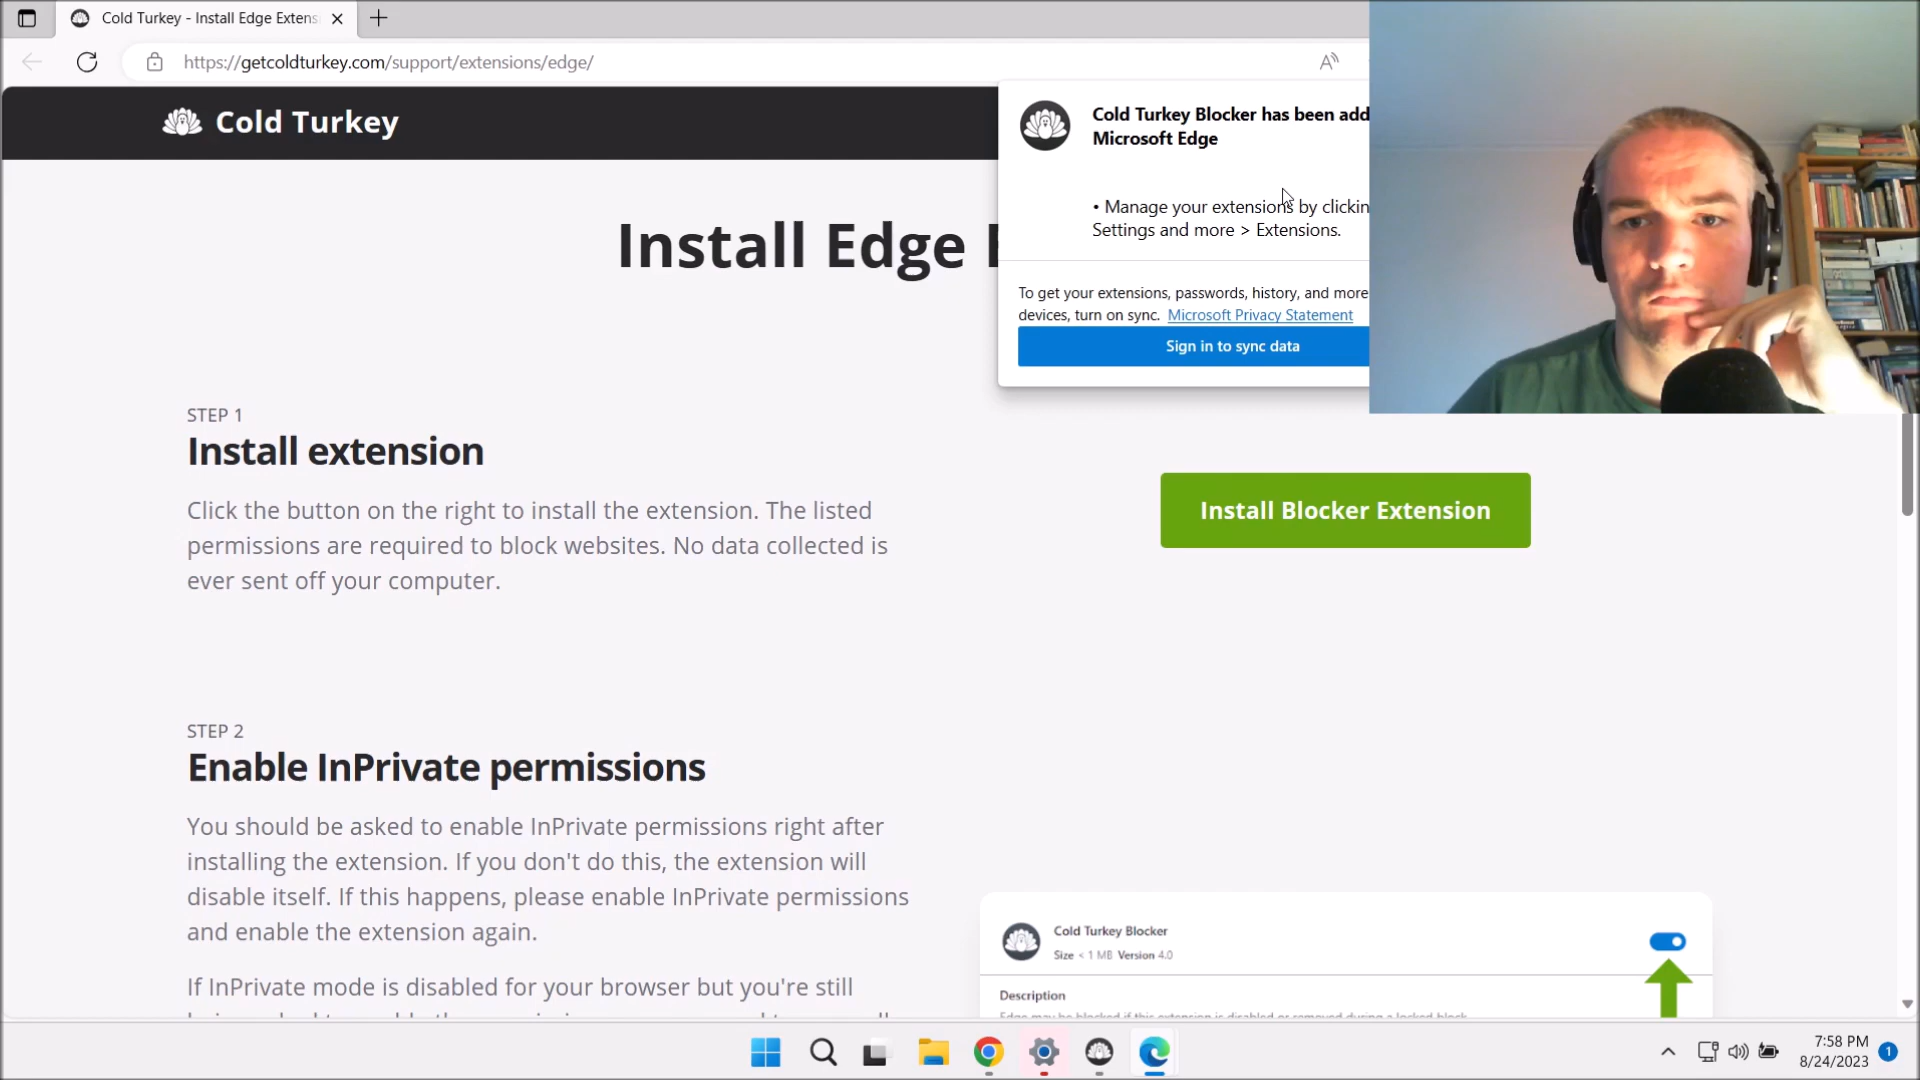 Cold Turkey - Install Edge Extens
https://getcoldturkey.com/support/extensions/edge/
Cold Turkey
Cold Turkey Blocker has been add
Microsoft Edge
• Manage your extensions by clickin
Settings and more > Extensions.
To get your extensions, passwords, history, and more
devices, turn on sync. Microsoft Privacy Statement
Sign in to sync data
Install Edge
STEP 1
Install extension
Click the button on the right to install the extension. The listed
permissions are required to block websites. No data collected is
ever sent off your computer.
Install Blocker Extension
STEP 2
Enable InPrivate permissions
You should be asked to enable InPrivate permissions right after
installing the extension. If you don't do this, the extension will
disable itself. If this happens, please enable InPrivate permissions
and enable the extension again.
If InPrivate mode is disabled for your browser but you're still
Cold Turkey Blocker
Size < 1 MB Version 4.0
Description
7:58 PM
8/24/2023
1